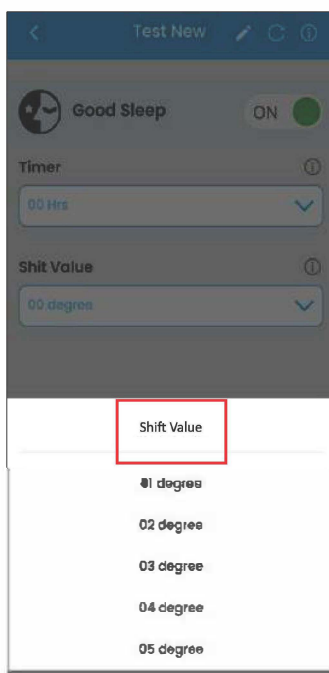 Test New
Good Sleep
ON
Timer
00 Hrs
Shit Value
00 degree
Shift Value
01 degree
02 degree
03 degree
04 degree
05 degree